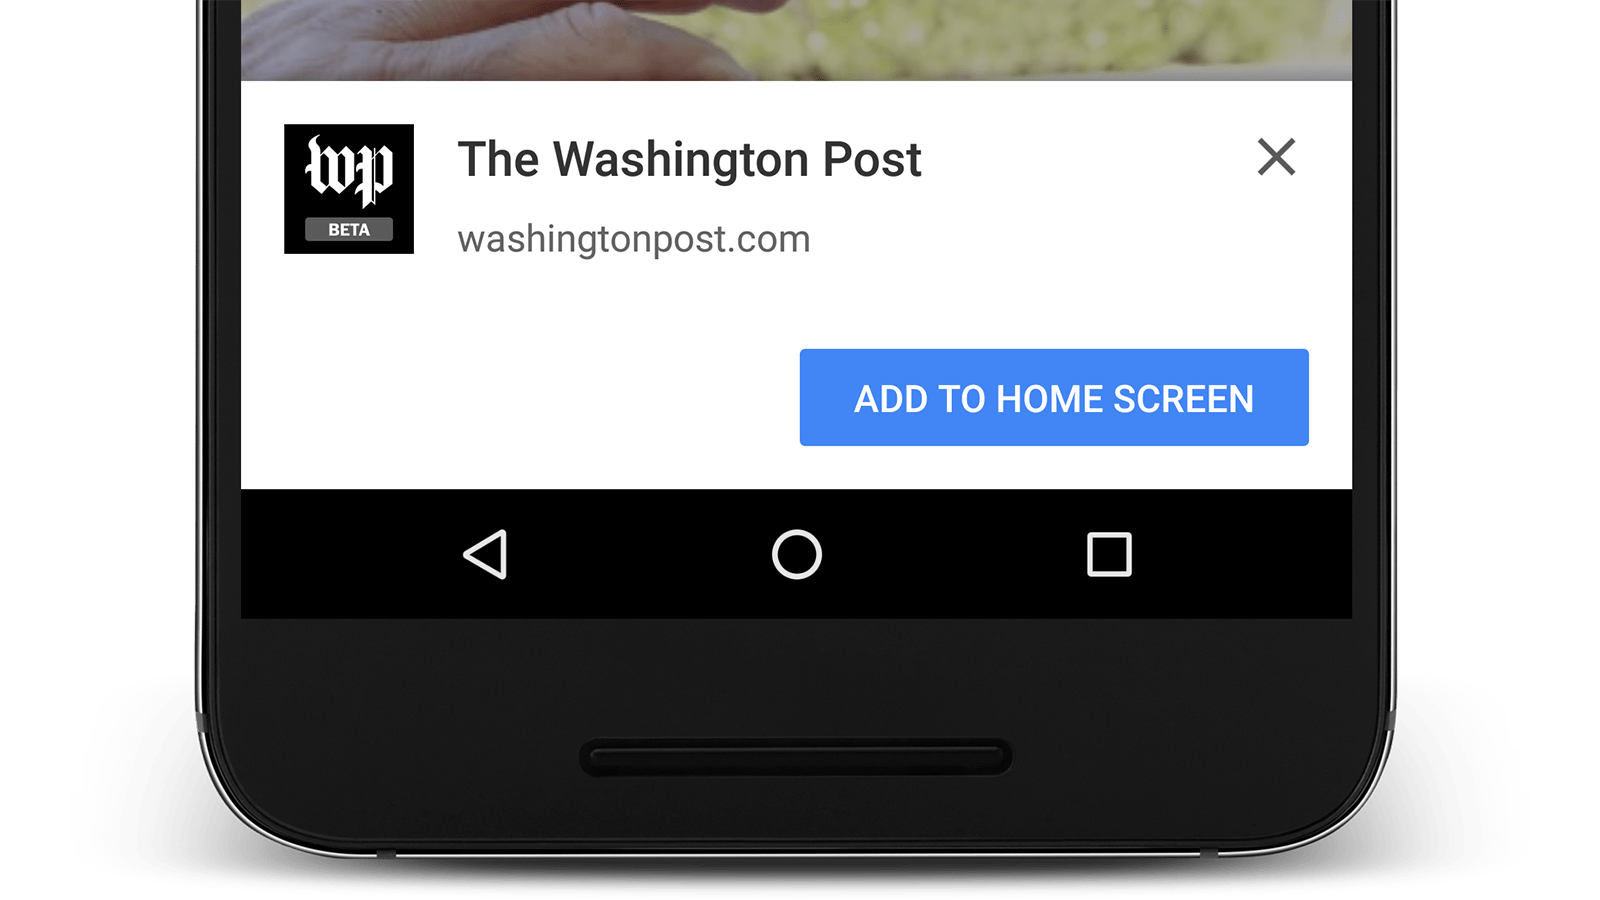 wp
BETA
The Washington Post
washingtonpost.com
ADD TO HOME SCREEN